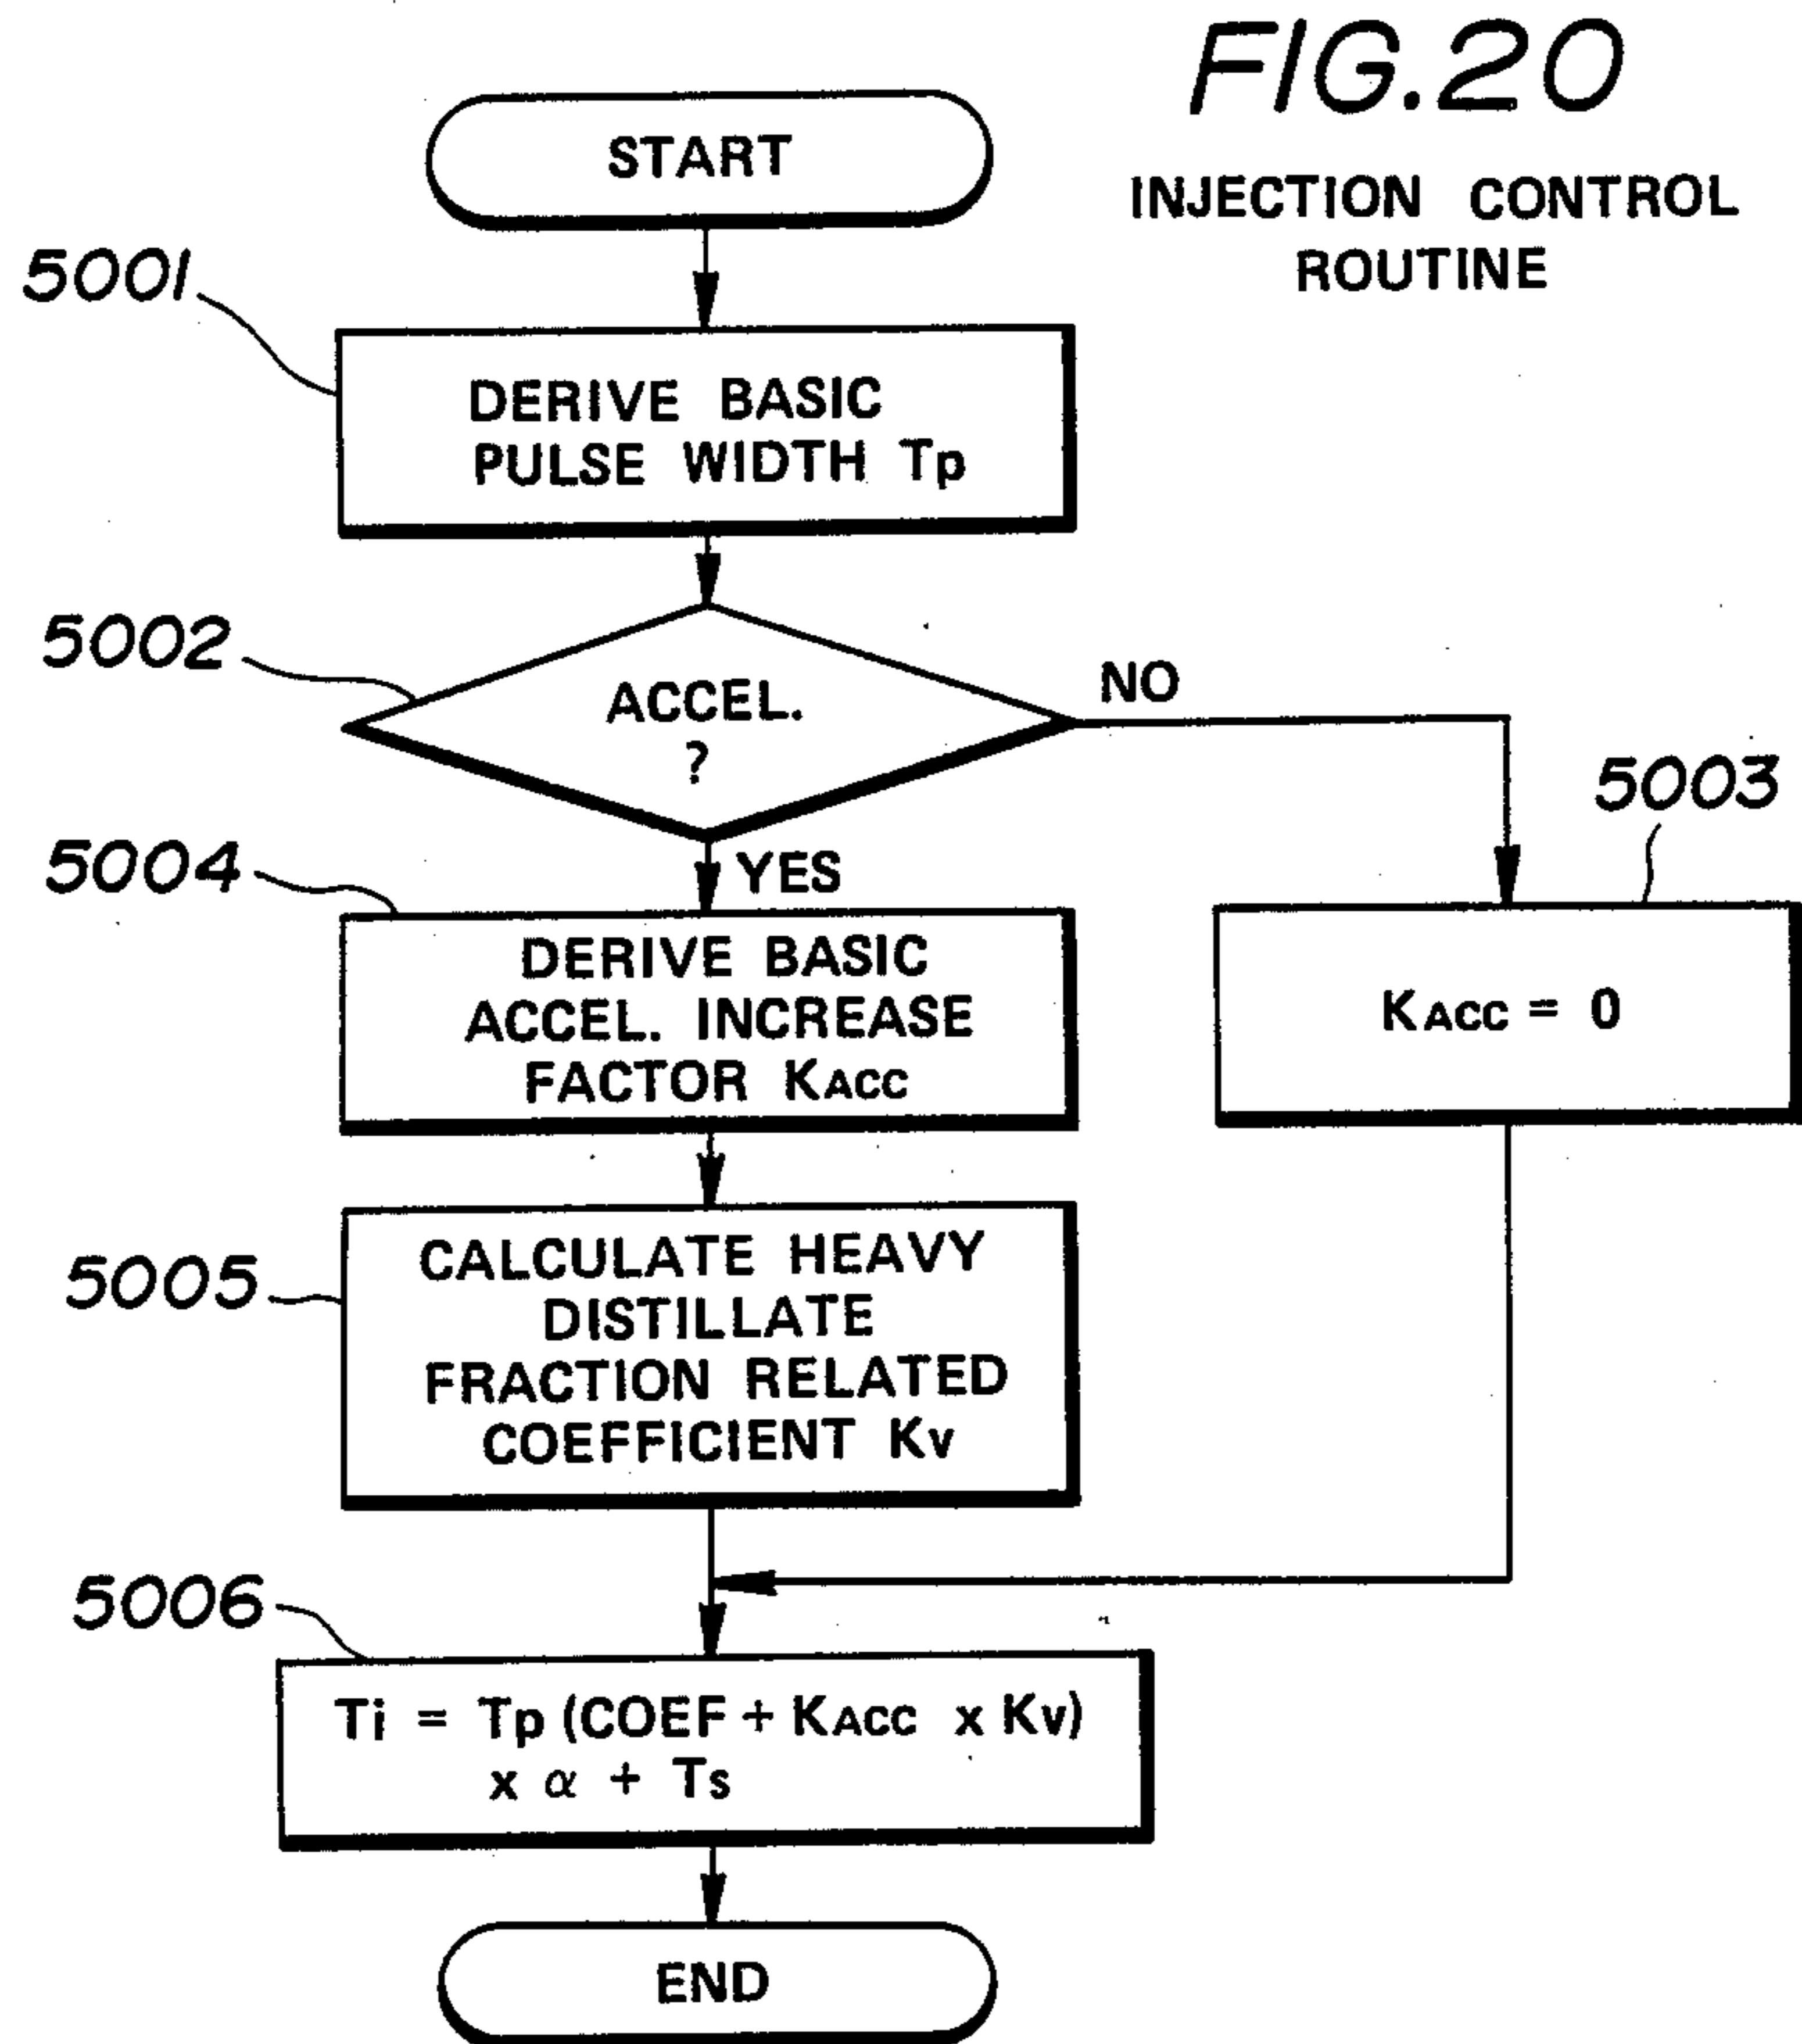 FIG.20
INJECTION CONTROL
ROUTINE
START
5001
DERIVE BASIC
PULSE WIDTH Tp
5002
ACCEL.
?
NO
YES
5003
KACC = 0
5004
DERIVE BASIC
ACCEL. INCREASE
FACTOR KACC
5005
CALCULATE HEAVY
DISTILLATE
FRACTION RELATED
COEFFICIENT Kv
5006
Ti = Tp (COEF + KACC x Kv)
x α + Ts
END